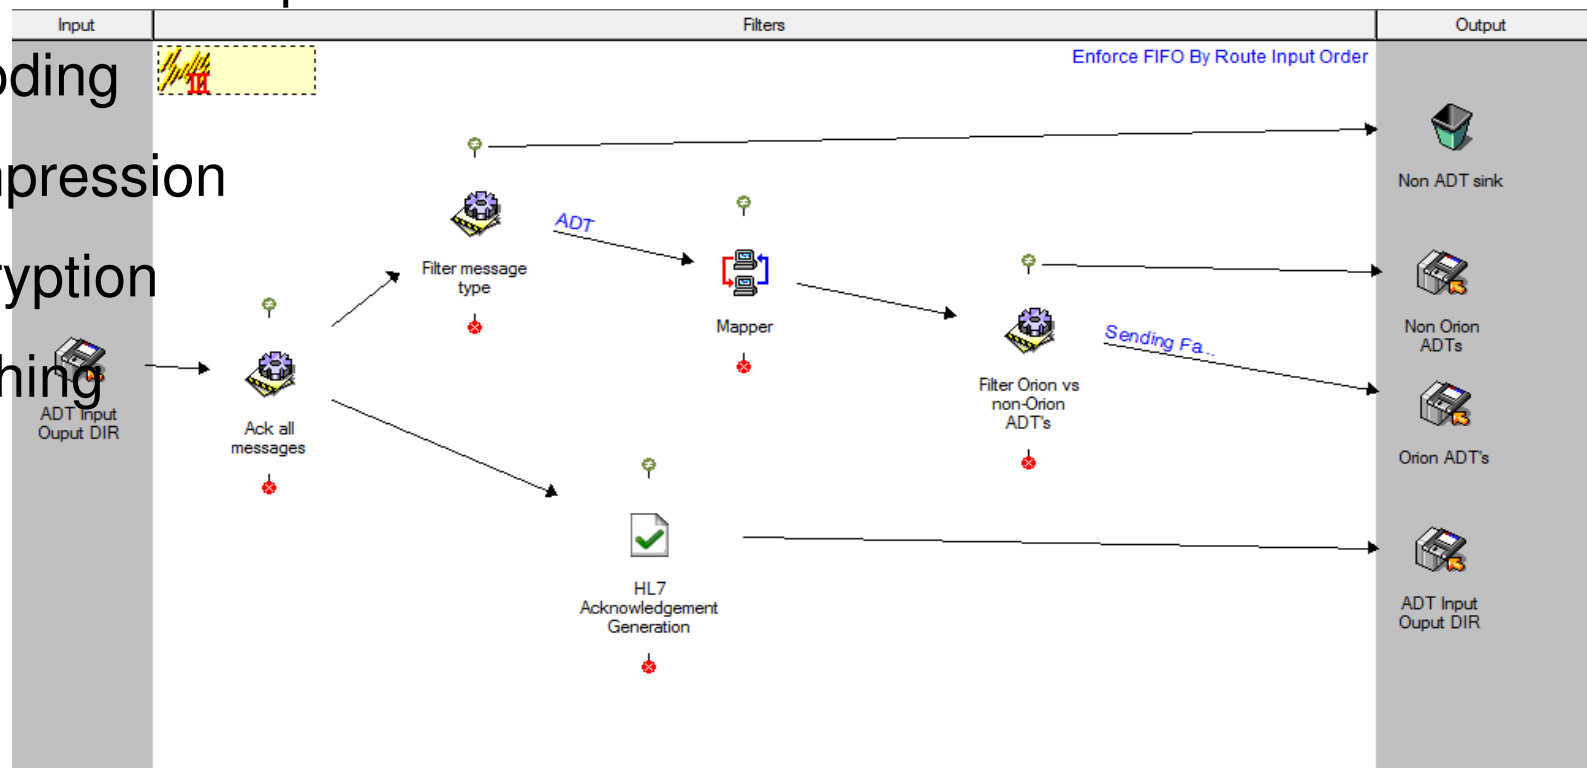 Input
Filters
Output
Enforce FIFO By Route Input Order
Non ADT sink
ADT
Filter message
type
Mapper
Non Orion
ADTs
Sending Fa...
Filter Orion vs
non-Orion
ADT's
ADT Input
Ouput DIR
Ack all
messages
Orion ADT's
HL7
Acknowledgement
Generation
ADT Input
Ouput DIR
oding
pression
ryption
hing